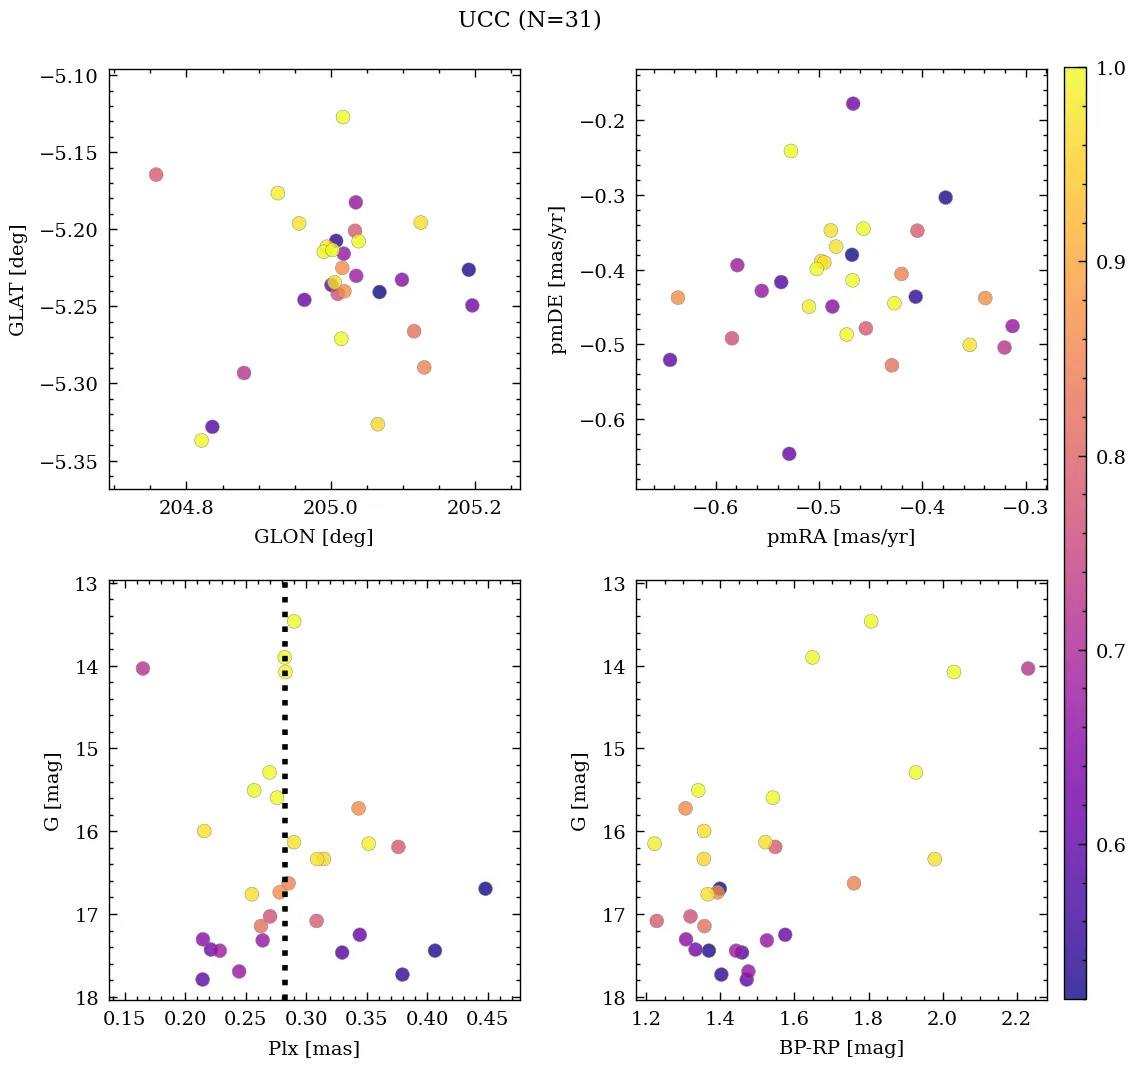 UCC (N=31)
−5.10
−5.15
−5.20
−5.25
−5.30
−5.35
GLAT [deg]
204.8 205.0 205.2
GLON [deg]
−0.2
−0.3
−0.4
−0.5
−0.6
pmDE [mas/yr]
−0.6 −0.5 −0.4 −0.3
pmRA [mas/yr]
1.0
0.9
0.8
0.7
0.6
13
14
15
16
17
18
G [mag]
0.15 0.20 0.25 0.30 0.35 0.40 0.45
Plx [mas]
13
14
15
16
17
18
G [mag]
1.2 1.4 1.6 1.8 2.0 2.2
BP-RP [mag]